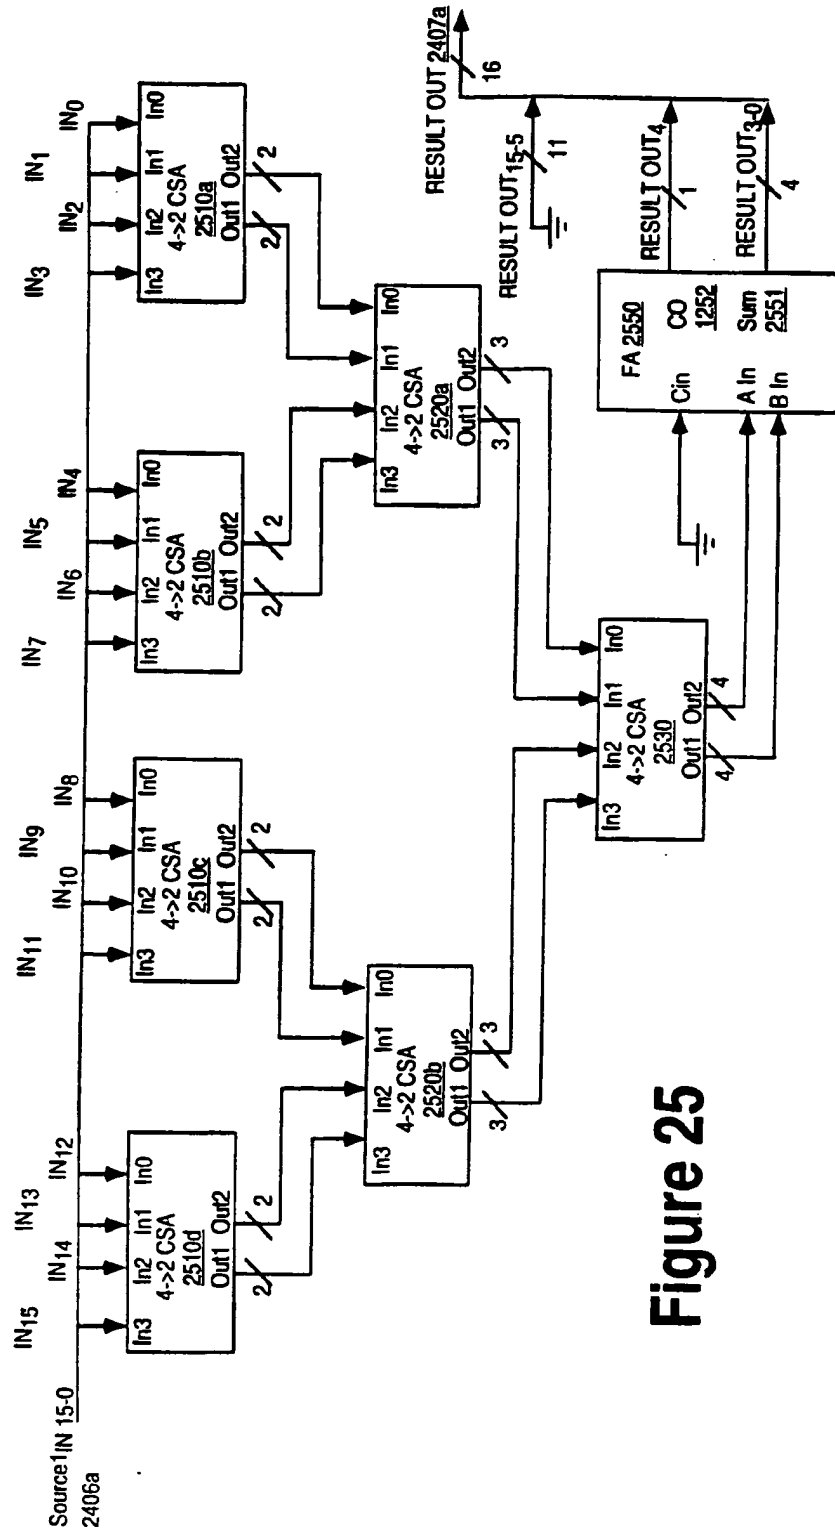 Source1 IN 15-0
2406a
IN15
IN14
IN13
IN12
IN11
IN10
IN9
IN8
IN7
IN6
IN5
IN4
IN3
IN2
IN1
IN0
In3 In2 In1 In0
4->2 CSA
2510d
Out1 Out2
2 2
In3 In2 In1 In0
4->2 CSA
2510c
Out1 Out2
2 2
In3 In2 In1 In0
4->2 CSA
2510b
Out1 Out2
2 2
In3 In2 In1 In0
4->2 CSA
2510a
Out1 Out2
2 2
In3 In2 In1 In0
4->2 CSA
2520b
Out1 Out2
3 3
In3 In2 In1 In0
4->2 CSA
2520a
Out1 Out2
3 3
In3 In2 In1 In0
4->2 CSA
2530
Out1 Out2
4 4
FA 2550
Cin CO
1252
A In Sum
B In 2551
RESULT OUT 2407a
16
RESULT OUT15-5
11
RESULT OUT4
1
RESULT OUT3-0
4
Figure 25